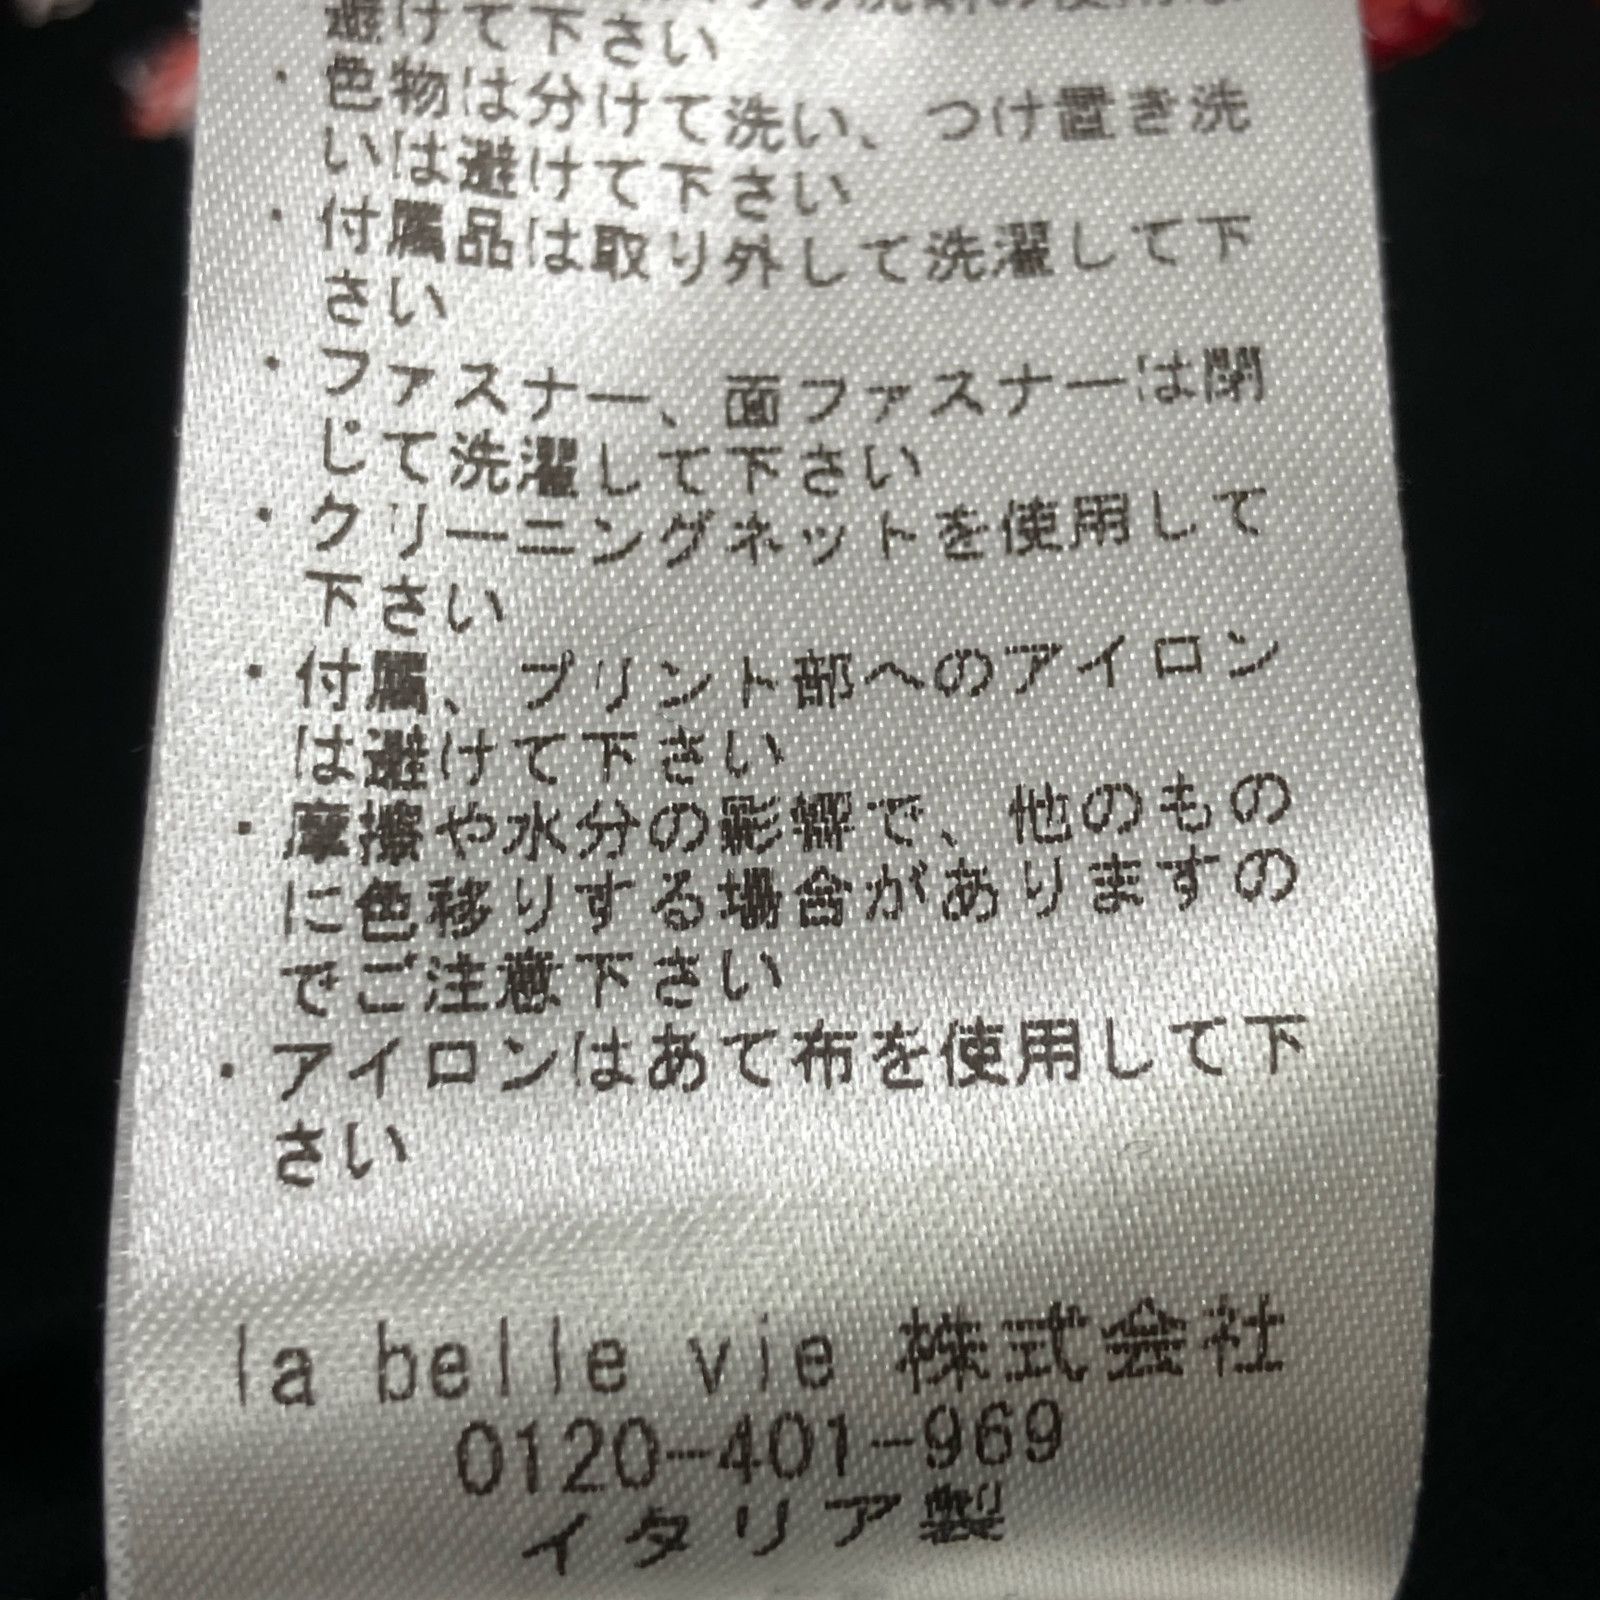 避けて下さい
・色物は分けて洗い、つけ置き洗
いは避けて下さい
・付属品は取り外して洗濯して下
さい
・ファスナー、面ファスナーは閉
じて洗濯して下さい
・クリーニングネットを使用して
下さい
・付属、プリント部へのアイロン
は避けて下さい
・摩擦や水分の影響で、他のもの
に色移りする場合がありますの
でご注意下さい
・アイロンはあて布を使用して下
さい
la belle vie 株式会社
0120-401-969
イタリア製